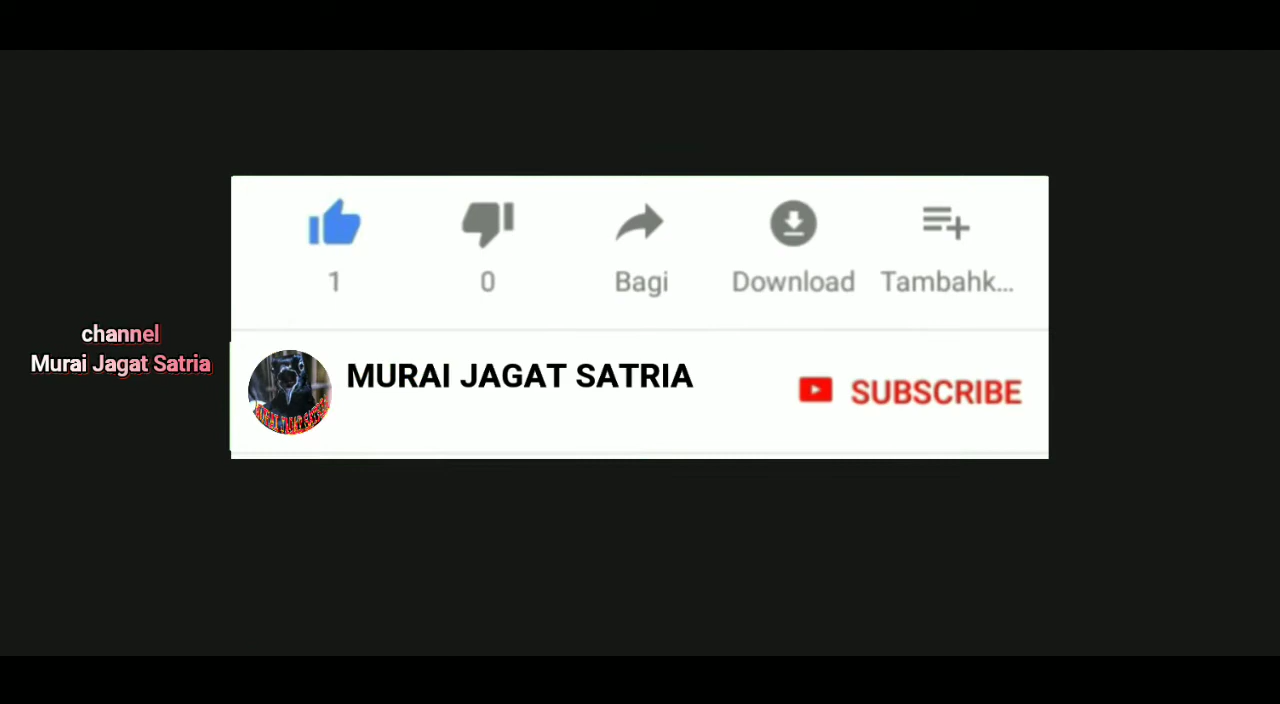 1
0
Bagi
Download
Tambahk...
channel
Murai Jagat Satria
MURAI JAGAT SATRIA
SUBSCRIBE